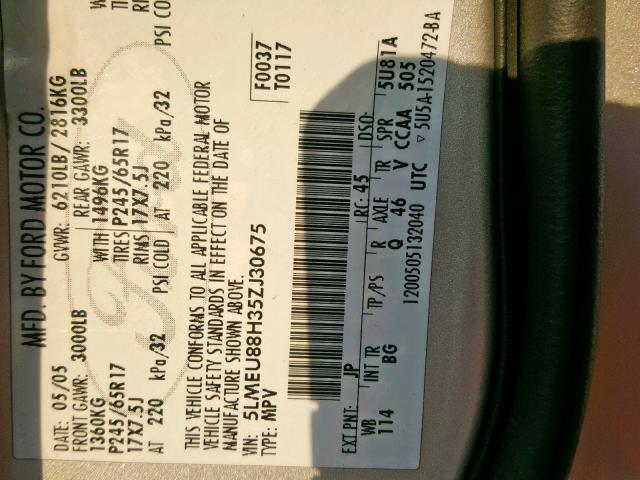 MFD. BY FORD MOTOR CO.
DATE: 05/05 GVWR: 6210LB/ 2816KG
FRONT GAWR: 3000LB REAR GAWR: 3300LB
1360KG WITH 1496KG
P245/65R17 TIRES P245/65R17
17X7.5J RIMS 17X7.5J
AT 220 kPa/32 PSI COLD AT 220 kPa/32 PSI CO
THIS VEHICLE CONFORMS TO ALL APPLICABLE FEDERAL MOTOR
VEHICLE SAFETY STANDARDS IN EFFECT ON THE DATE OF
MANUFACTURE SHOWN ABOVE.
VIN: 5LMEU88H35ZJ30675
TYPE: MPV
F0037
T0117
EXT PNT: JP RC: 45 DSO:
WB INT TR TP/PS R AXLE TR SPR 5U81A
114 BG Q 46 V CCAA 505
1200505132040 UTC ▽ 5U5A-1520472-BA